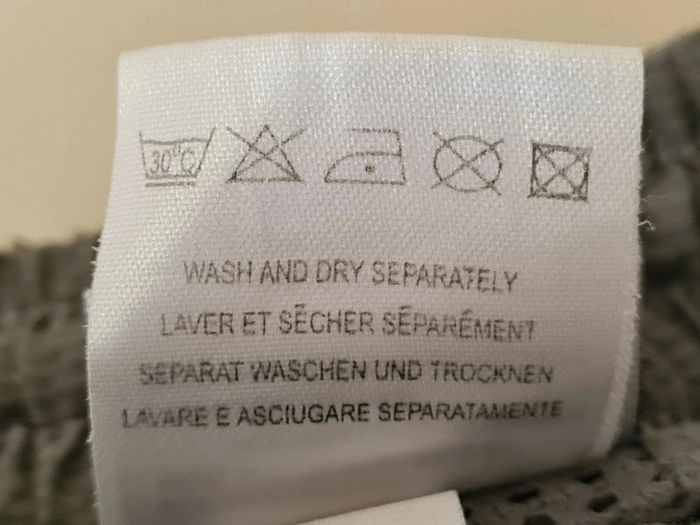 30°C
WASH AND DRY SEPARATELY
LAVER ET SÉCHER SÉPARÉMENT
SEPARAT WASCHEN UND TROCKNEN
LAVARE E ASCIUGARE SEPARATAMENTE